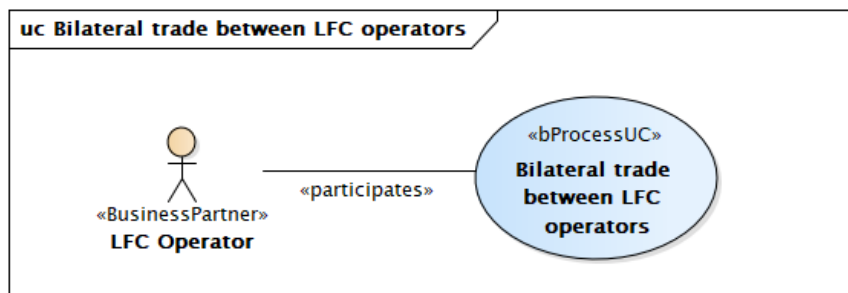 uc Bilateral trade between LFC operators
«bProcessUC»
Bilateral trade
between LFC
operators
«participates»
«BusinessPartner»
LFC Operator